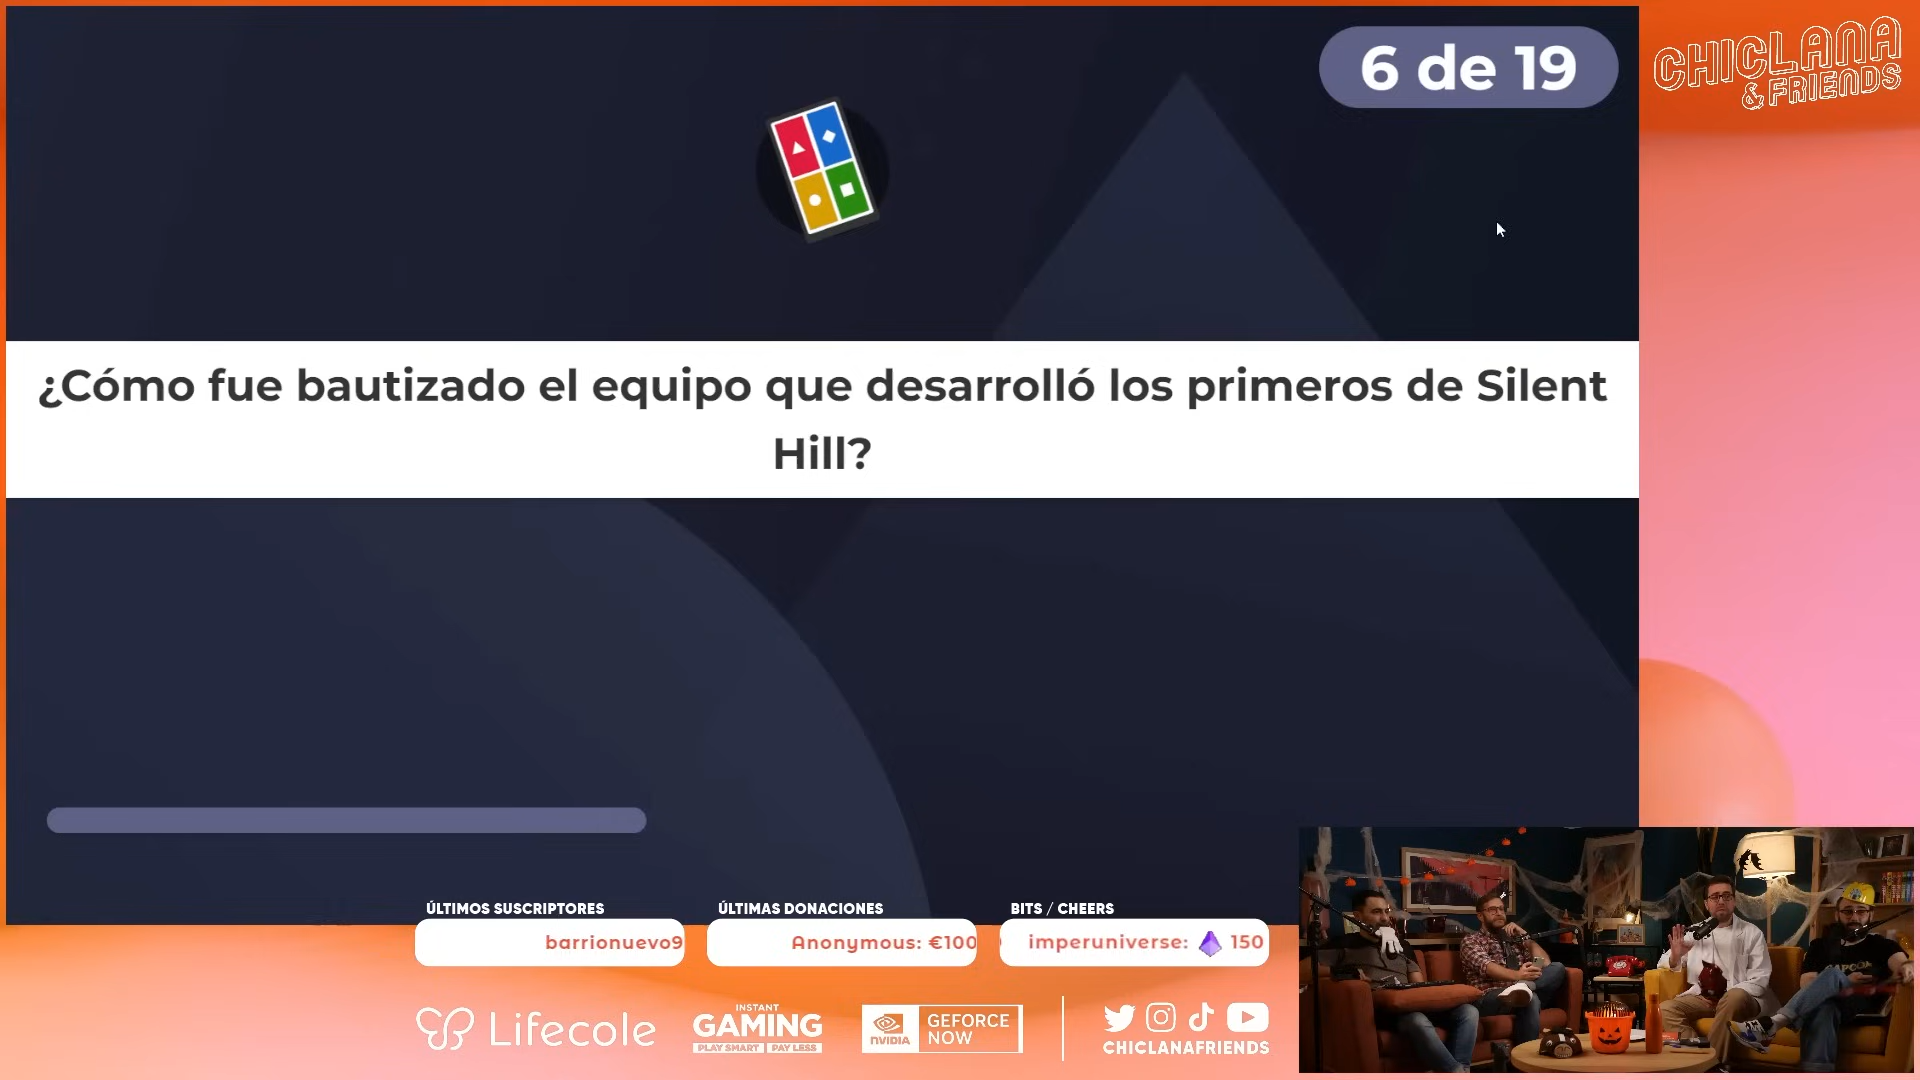 6 de 19
CHICLANA
& FRIENDS
¿Cómo fue bautizado el equipo que desarrolló los primeros de Silent
Hill?
ÚLTIMOS SUSCRIPTORES
barrionuevo9
ÚLTIMAS DONACIONES
Anonymous: €100
BITS / CHEERS
imperuniverse: 150
Lifecole
INSTANT
GAMING
PLAY SMART PAY LESS
NVIDIA
GEFORCE
NOW
CHICLANAFRIENDS
CAPCOM